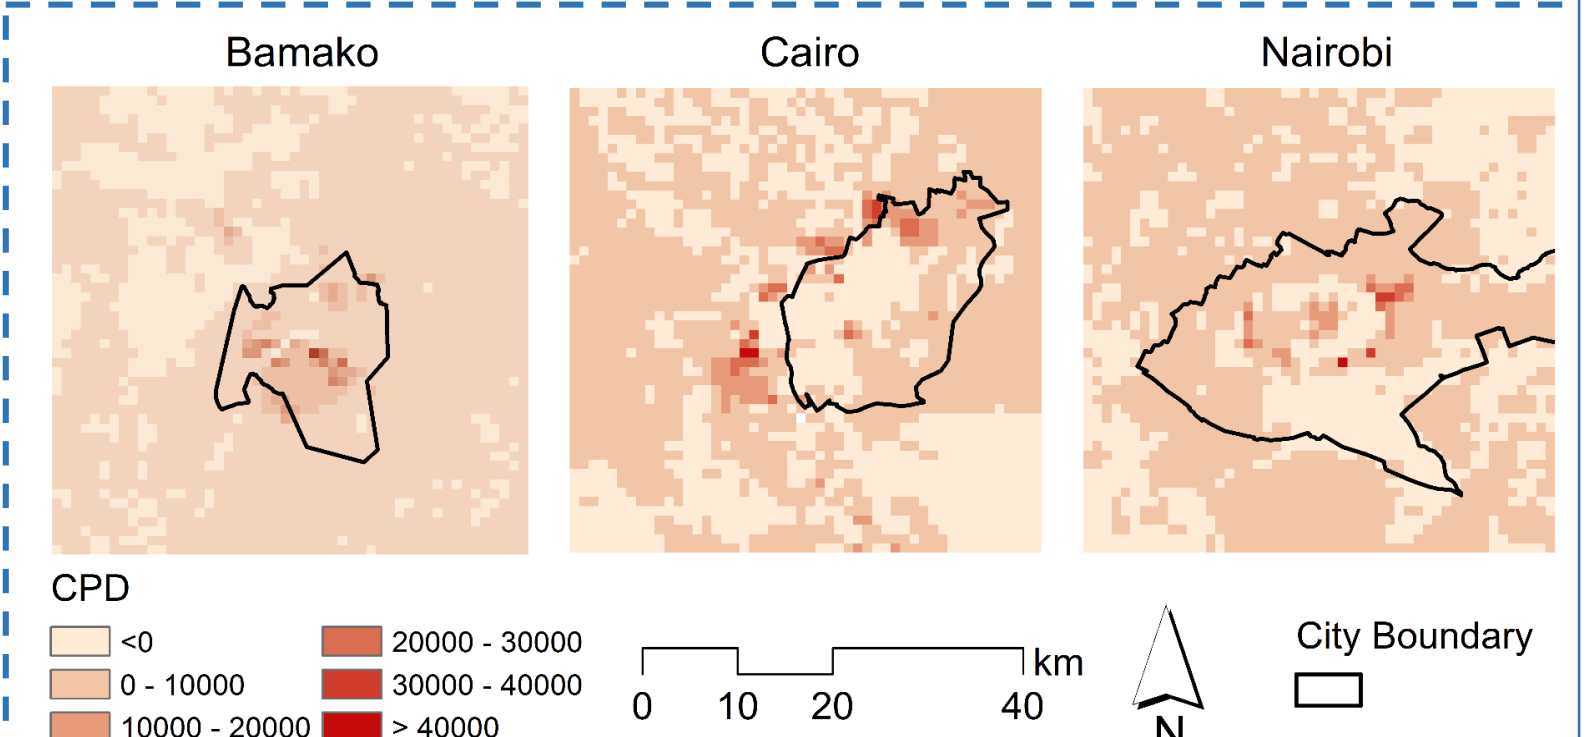 Bamako
Cairo
Nairobi
CPD
<0
0 - 10000
10000 - 20000
20000 - 30000
30000 - 40000
> 40000
km
0 10 20 40
N
City Boundary